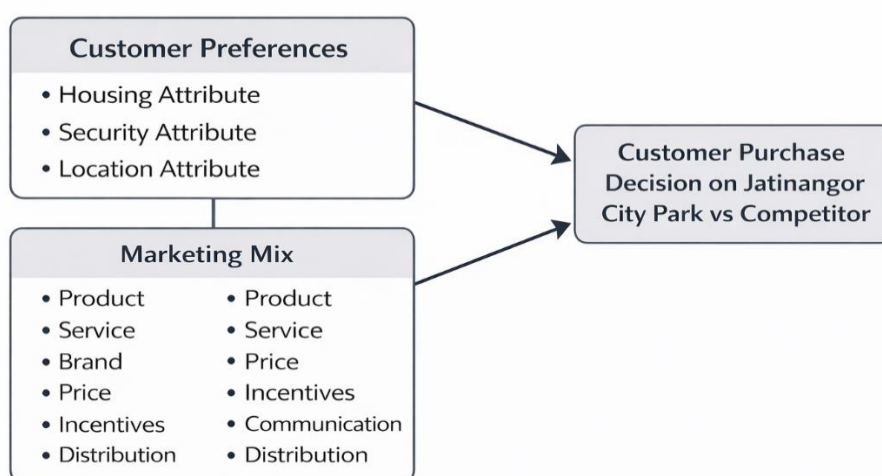 Customer Preferences
• Housing Attribute
• Security Attribute
• Location Attribute
Customer Purchase
Decision on Jatinangor
City Park vs Competitor
Marketing Mix
• Product
• Service
• Brand
• Price
• Incentives
• Distribution
• Product
• Service
• Price
• Incentives
• Communication
• Distribution